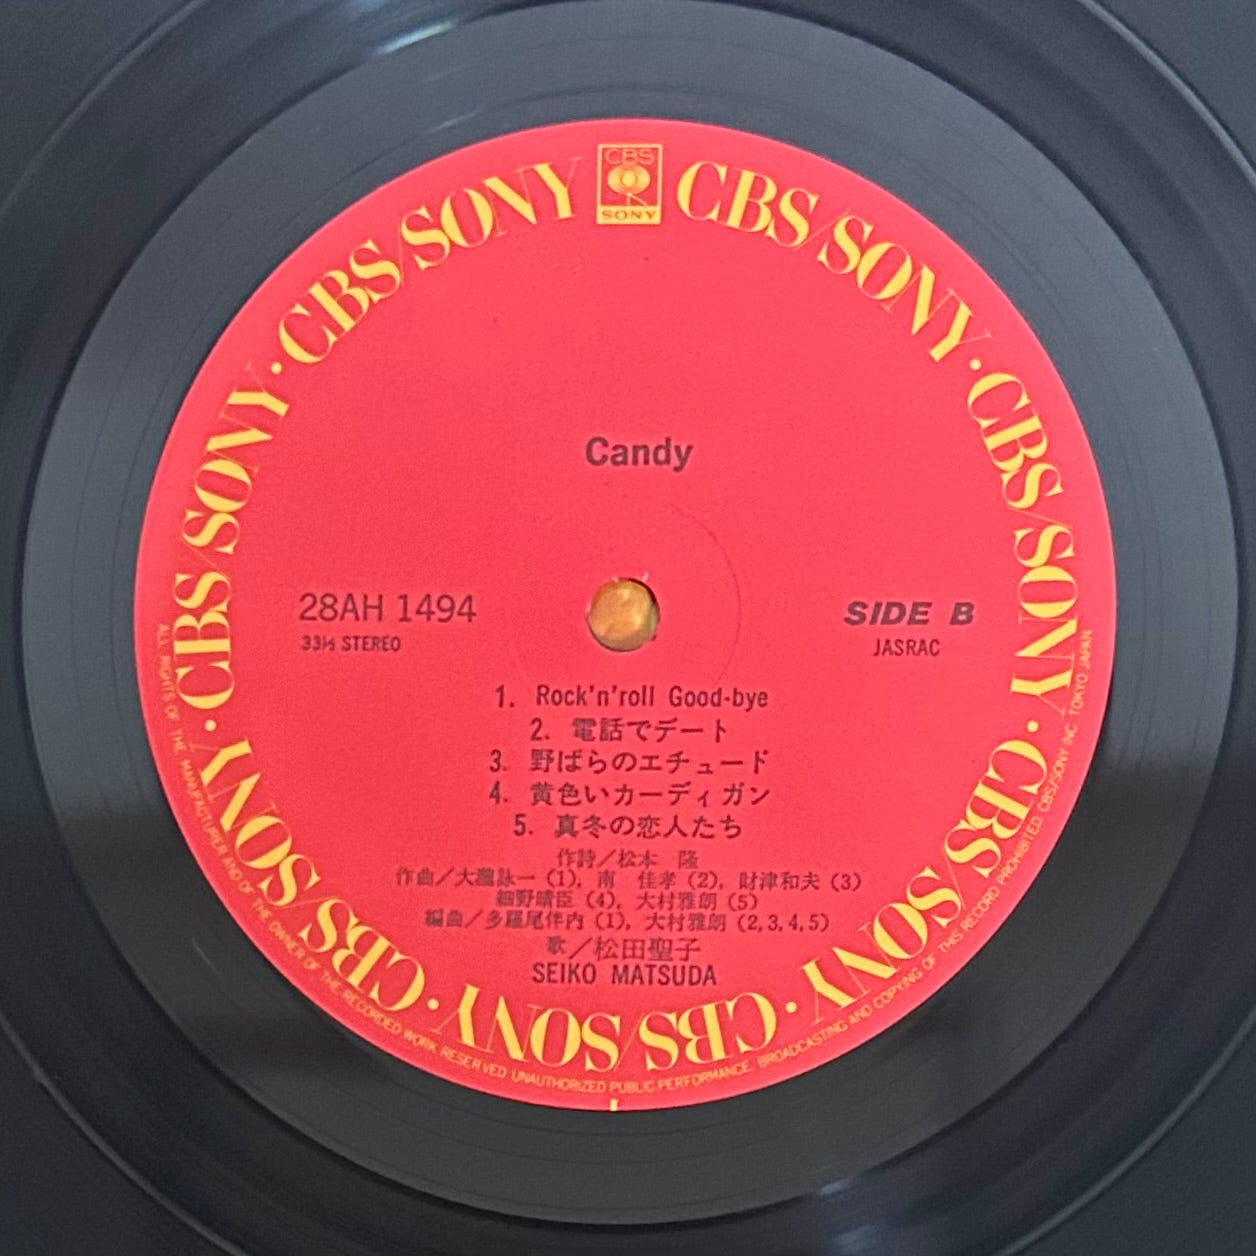 CBS
SONY
CBS/SONY · CBS/SONY · CBS/SONY · CBS/SONY · CBS/SONY · CBS/SONY · CBS/SONY · CBS/SONY
Candy
28AH 1494
33⅓ STEREO
SIDE B
JASRAC
1. Rock'n'roll Good-bye
2. 電話でデート
3. 野ばらのエチュード
4. 黄色いカーディガン
5. 真冬の恋人たち
作詩／松本 隆
作曲／大瀧詠一 (1), 南 佳孝 (2), 財津和夫 (3)
細野晴臣 (4), 大村雅朗 (5)
編曲／多羅尾伴内 (1), 大村雅朗 (2,3,4,5)
歌／松田聖子
SEIKO MATSUDA
ALL RIGHTS OF THE MANUFACTURER AND OF THE OWNER OF THE RECORDED WORK RESERVED UNAUTHORIZED PUBLIC PERFORMANCE BROADCASTING AND COPYING OF THIS RECORD PROHIBITED CBS/SONY INC TOKYO JAPAN